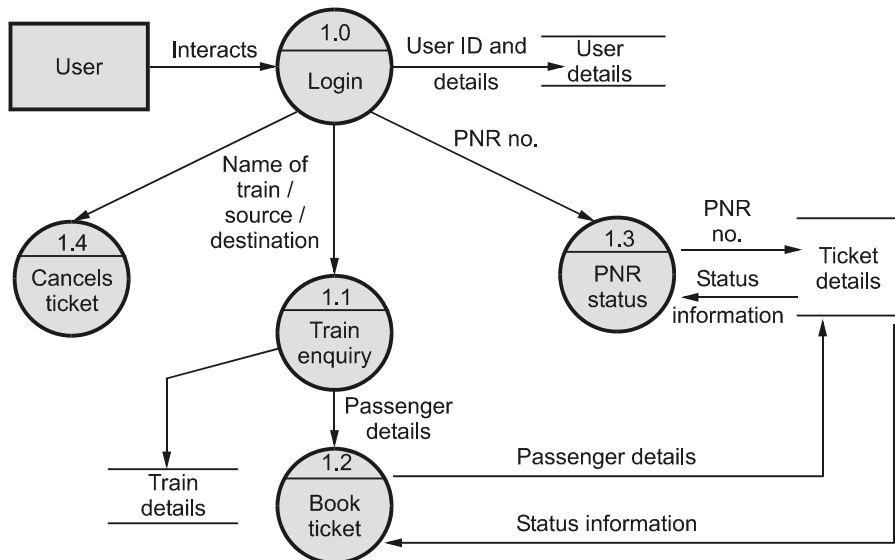 1.0
User
Interacts
Login
User ID and
details
User
details
Name of
train /
source /
destination
PNR no.
1.4
Cancels
ticket
1.3
PNR
status
PNR
no.
Status
information
Ticket
details
1.1
Train
enquiry
Passenger
details
Train
details
1.2
Book
ticket
Passenger details
Status information